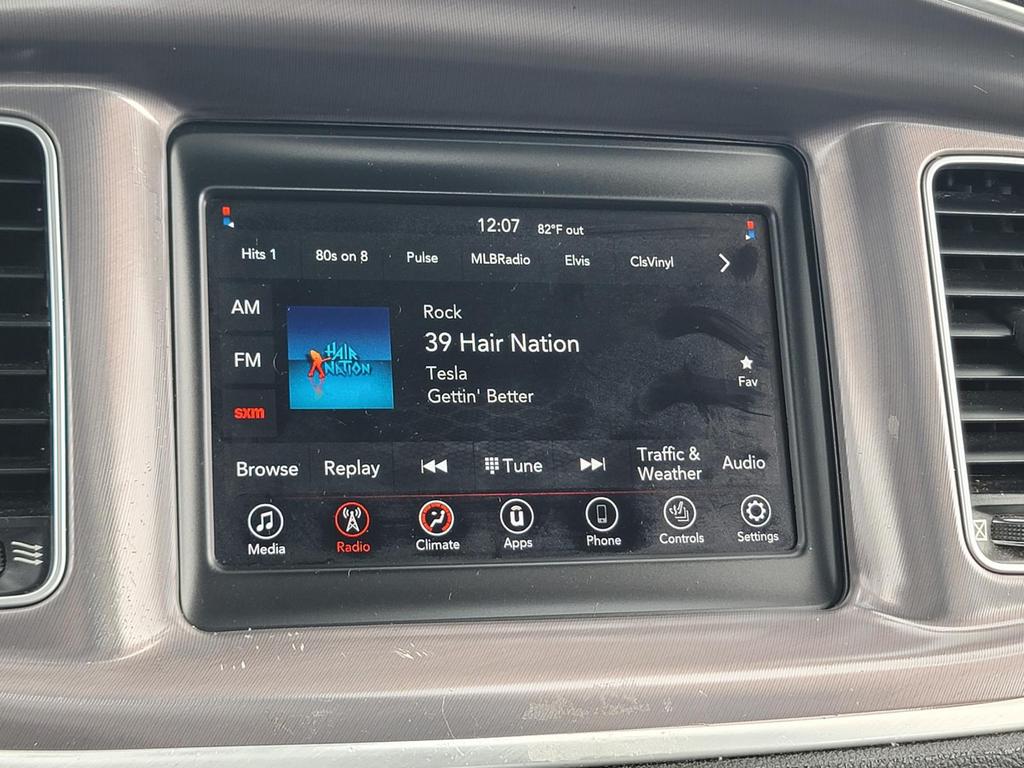 12:07 82°F out
Hits 1 80s on 8 Pulse MLBRadio Elvis ClsVinyl
AM
FM
sxm
HAIR
NATION
Rock
39 Hair Nation
Tesla
Gettin' Better
Fav
Browse Replay Tune Traffic & Weather Audio
Media Radio Climate Apps Phone Controls Settings